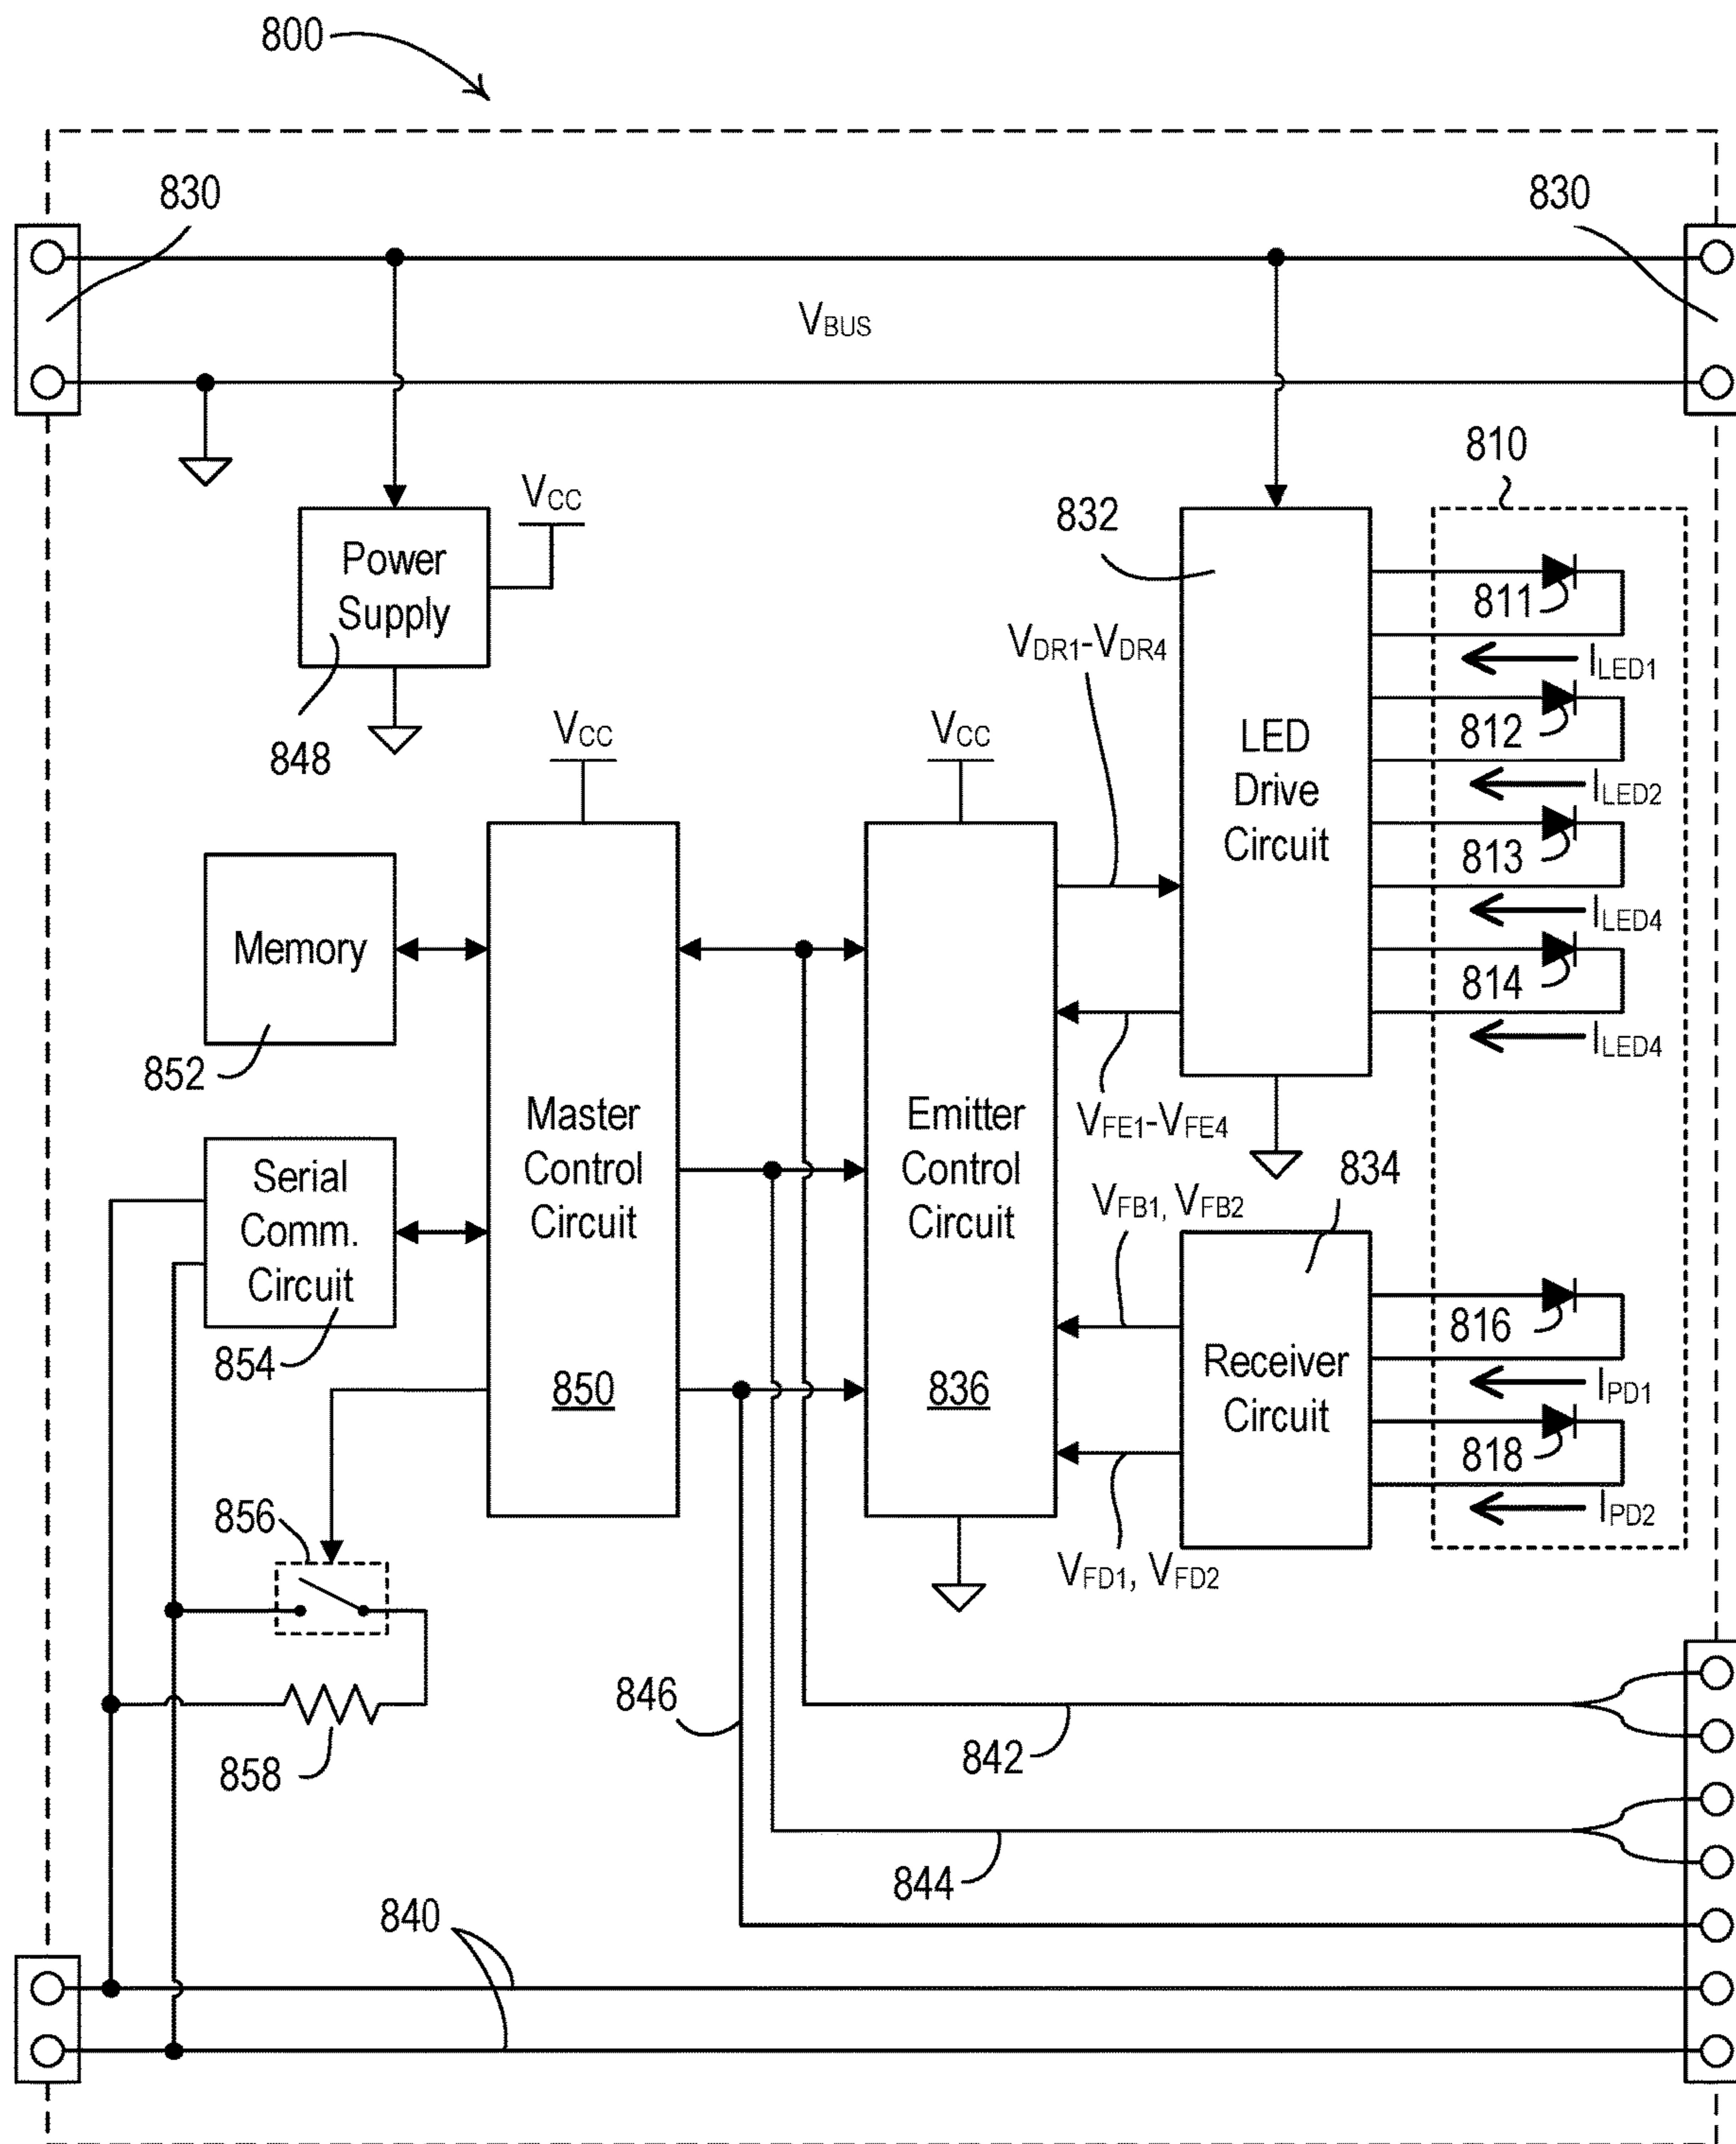 800
830
830
VBUS
810
VCC
832
Power
Supply
848
811
VDR1-VDR4
ILED1
VCC
VCC
812
LED
Drive
Circuit
ILED2
813
ILED4
Memory
814
852
ILED4
Master
Control
Circuit
Emitter
Control
Circuit
VFE1-VFE4
Serial
Comm.
Circuit
834
VFB1, VFB2
816
854
850
836
Receiver
Circuit
IPD1
818
856
IPD2
VFD1, VFD2
846
842
858
844
840